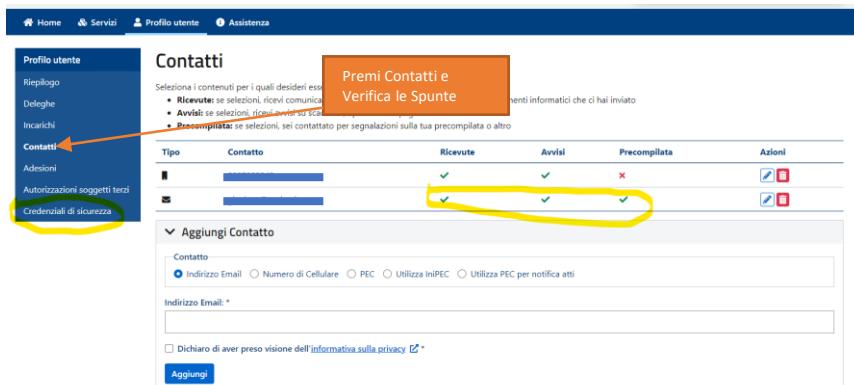 Home Servizi Profilo utente Assistenza
Profilo utente
Riepilogo
Deleghe
Incarichi
Contatti
Adesioni
Autorizzazioni soggetti terzi
Credenziali di sicurezza
Contatti
Premi Contatti e
Verifica le Spunte
Seleziona i contenuti per i quali desideri
Ricevute: se selezioni, ricevi informatici che ci hai inviato
Avvisi: se selezioni, ricevi avvisi su
Precompilata: se selezioni, sei contattato per segnalazioni sulla tua precompilata o altro
Tipo Contatto Ricevute Avvisi Precompilata Azioni
Aggiungi Contatto
Contatto
Indirizzo Email Numero di Cellulare PEC Utilizza IniPEC Utilizza PEC per notifica atti
Indirizzo Email: *
Dichiaro di aver preso visione dell'informativa sulla privacy *
Aggiungi